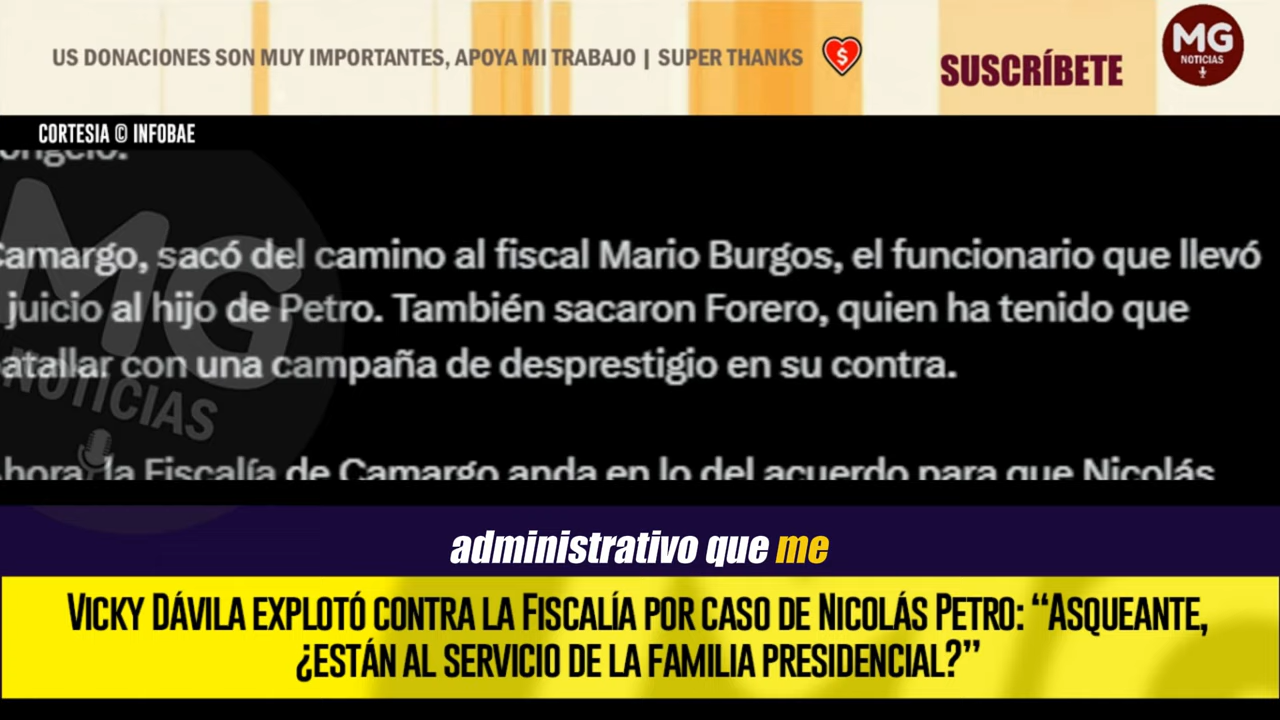 US DONACIONES SON MUY IMPORTANTES, APOYA MI TRABAJO | SUPER THANKS
SUSCRÍBETE
MG
NOTICIAS
CORTESIA © INFOBAE
Camargo, sacó del camino al fiscal Mario Burgos, el funcionario que llevó
juicio al hijo de Petro. También sacaron Forero, quien ha tenido que
atallar con una campaña de desprestigio en su contra.
MG
NOTICIAS
Ahora, la Fiscalía de Camargo anda en lo del acuerdo para que Nicolás
administrativo que me
VICKY DÁVILA EXPLOTÓ CONTRA LA FISCALÍA POR CASO DE NICOLÁS PETRO: “ASQUEANTE,
¿ESTÁN AL SERVICIO DE LA FAMILIA PRESIDENCIAL?”